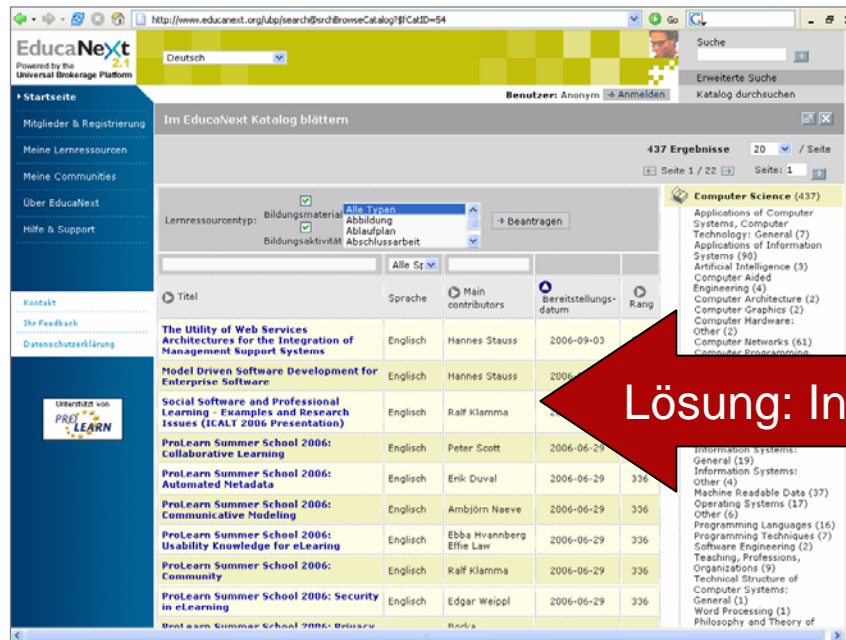 http://www.educanext.org/ubp/search@srchBrowseCatalog?$fCatID=54
Go
EducaNeXt
Powered by the 2.1
Universal Brokerage Platform
Deutsch
Suche
Erweiterte Suche
Katalog durchsuchen
Benutzer: Anonym
Anmelden
Startseite
Mitglieder & Registrierung
Meine Lernressourcen
Meine Communities
Über EducaNext
Hilfe & Support
Kontakt
Ihr Feedback
Datenschutzerklärung
Unterstützt von
PROLEARN
Im EducaNext Katalog blättern
437 Ergebnisse 20 / Seite
Seite 1 / 22 Seite: 1
Lernressourcentyp:
Bildungsmaterial
Bildungsaktivität
Alle Typen
Abbildung
Ablaufplan
Abschlussarbeit
Beantragen
Titel
Sprache
Main contributors
Bereitstellungs-
datum
Rang
The Utility of Web Services
Architectures for the Integration of
Management Support Systems
Englisch Hannes Stauss 2006-09-03
Model Driven Software Development for
Enterprise Software
Englisch Hannes Stauss
Social Software and Professional
Learning - Examples and Research
Issues (ICALT 2006 Presentation)
Englisch Ralf Klamma
ProLearn Summer School 2006:
Collaborative Learning
Englisch Peter Scott 2006-06-29
ProLearn Summer School 2006:
Automated Metadata
Englisch Erik Duval 2006-06-29 336
ProLearn Summer School 2006:
Communicative Modeling
Englisch Ambjörn Naeve 2006-06-29 336
ProLearn Summer School 2006:
Usability Knowledge for eLearing
Englisch Ebba Hvannberg
Effie Law
2006-06-29 336
ProLearn Summer School 2006:
Community
Englisch Ralf Klamma 2006-06-29 336
ProLearn Summer School 2006: Security
in eLearning
Englisch Edgar Weippl 2006-06-29 336
Computer Science (437)
Applications of Computer
Systems, Computer
Technology: General (7)
Applications of Information
Systems (90)
Artificial Intelligence (3)
Computer Aided
Engineering (4)
Computer Architecture (2)
Computer Graphics (2)
Computer Hardware:
Other (2)
Computer Networks (61)
Computer Programming,
Lösung: In
Information Systems:
General (19)
Information Systems:
Other (4)
Machine Readable Data (37)
Operating Systems (17)
Other (6)
Programming Languages (16)
Programming Techniques (7)
Software Engineering (2)
Teaching, Professions,
Organizations (9)
Technical Structure of
Computer Systems:
General (1)
Word Processing (1)
Philosophy and Theory of